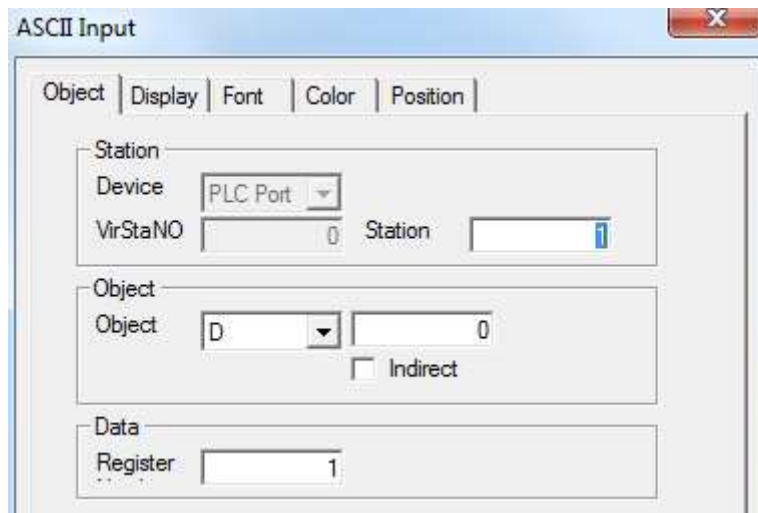 ASCII Input
Object Display Font Color Position
Station
Device PLC Port
VirStaNO 0 Station 1
Object
Object D 0
Indirect
Data
Register 1